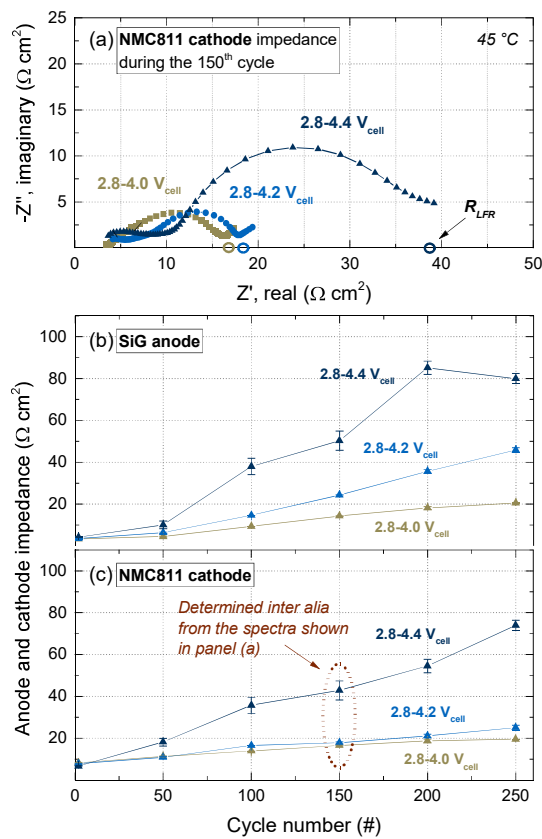 (a) NMC811 cathode impedance
during the 150th cycle
45 °C
2.8-4.4 Vcell
2.8-4.0 Vcell
2.8-4.2 Vcell
RLFR
25
20
15
10
5
-Z'', imaginary (Ω cm²)
0 5 10 15 20 25 30 35 40 45 50
Z', real (Ω cm²)
(b) SiG anode
2.8-4.4 Vcell
2.8-4.2 Vcell
2.8-4.0 Vcell
100
80
60
40
20
(c) NMC811 cathode
Determined inter alia
from the spectra shown
in panel (a)
2.8-4.4 Vcell
2.8-4.2 Vcell
2.8-4.0 Vcell
100
80
60
40
20
Anode and cathode impedance (Ω cm²)
0 50 100 150 200 250
Cycle number (#)